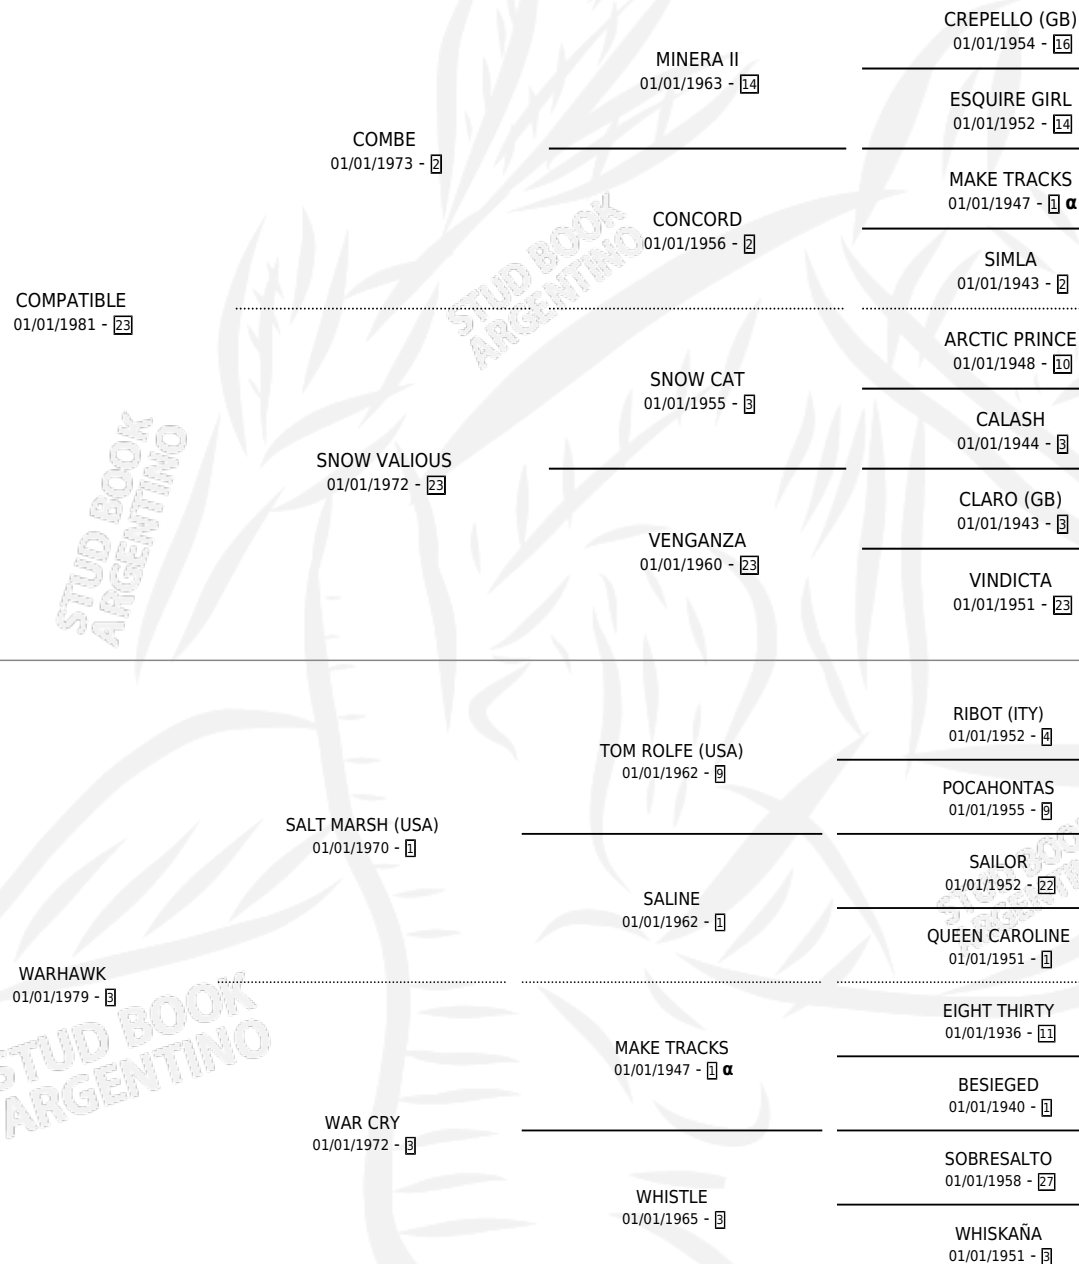 CREPELLO (GB)
01/01/1954 - 16
MINERA II
01/01/1963 - 14
ESQUIRE GIRL
01/01/1952 - 14
COMBE
01/01/1973 - 2
MAKE TRACKS
01/01/1947 - 1 α
CONCORD
01/01/1956 - 2
SIMLA
01/01/1943 - 2
COMPATIBLE
01/01/1981 - 23
ARCTIC PRINCE
01/01/1948 - 10
SNOW CAT
01/01/1955 - 3
CALASH
01/01/1944 - 3
SNOW VALIOUS
01/01/1972 - 23
CLARO (GB)
01/01/1943 - 3
VENGANZA
01/01/1960 - 23
VINDICTA
01/01/1951 - 23
RIBOT (ITY)
01/01/1952 - 4
TOM ROLFE (USA)
01/01/1962 - 9
POCAHONTAS
01/01/1955 - 9
SALT MARSH (USA)
01/01/1970 - 1
SAILOR
01/01/1952 - 22
SALINE
01/01/1962 - 1
QUEEN CAROLINE
01/01/1951 - 1
WARHAWK
01/01/1979 - 3
EIGHT THIRTY
01/01/1936 - 11
MAKE TRACKS
01/01/1947 - 1 α
BESIEGED
01/01/1940 - 1
WAR CRY
01/01/1972 - 3
SOBRESALTO
01/01/1958 - 27
WHISTLE
01/01/1965 - 3
WHISKAÑA
01/01/1951 - 3
STUD BOOK
ARGENTINO
STUD BOOK
ARGENTINO
STUD BOOK
ARGENTINO